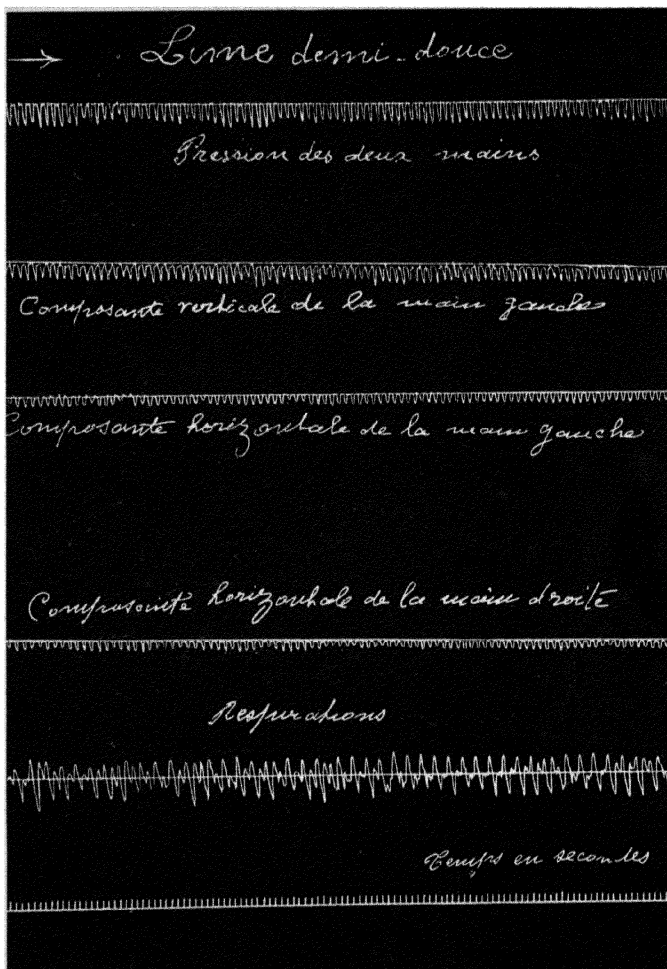 Lime demi-douce
Pression des deux mains
Composante verticale de la main gauche
Composante horizontale de la main gauche
Composante horizontale de la main droite
Respirations
Temps en secondes